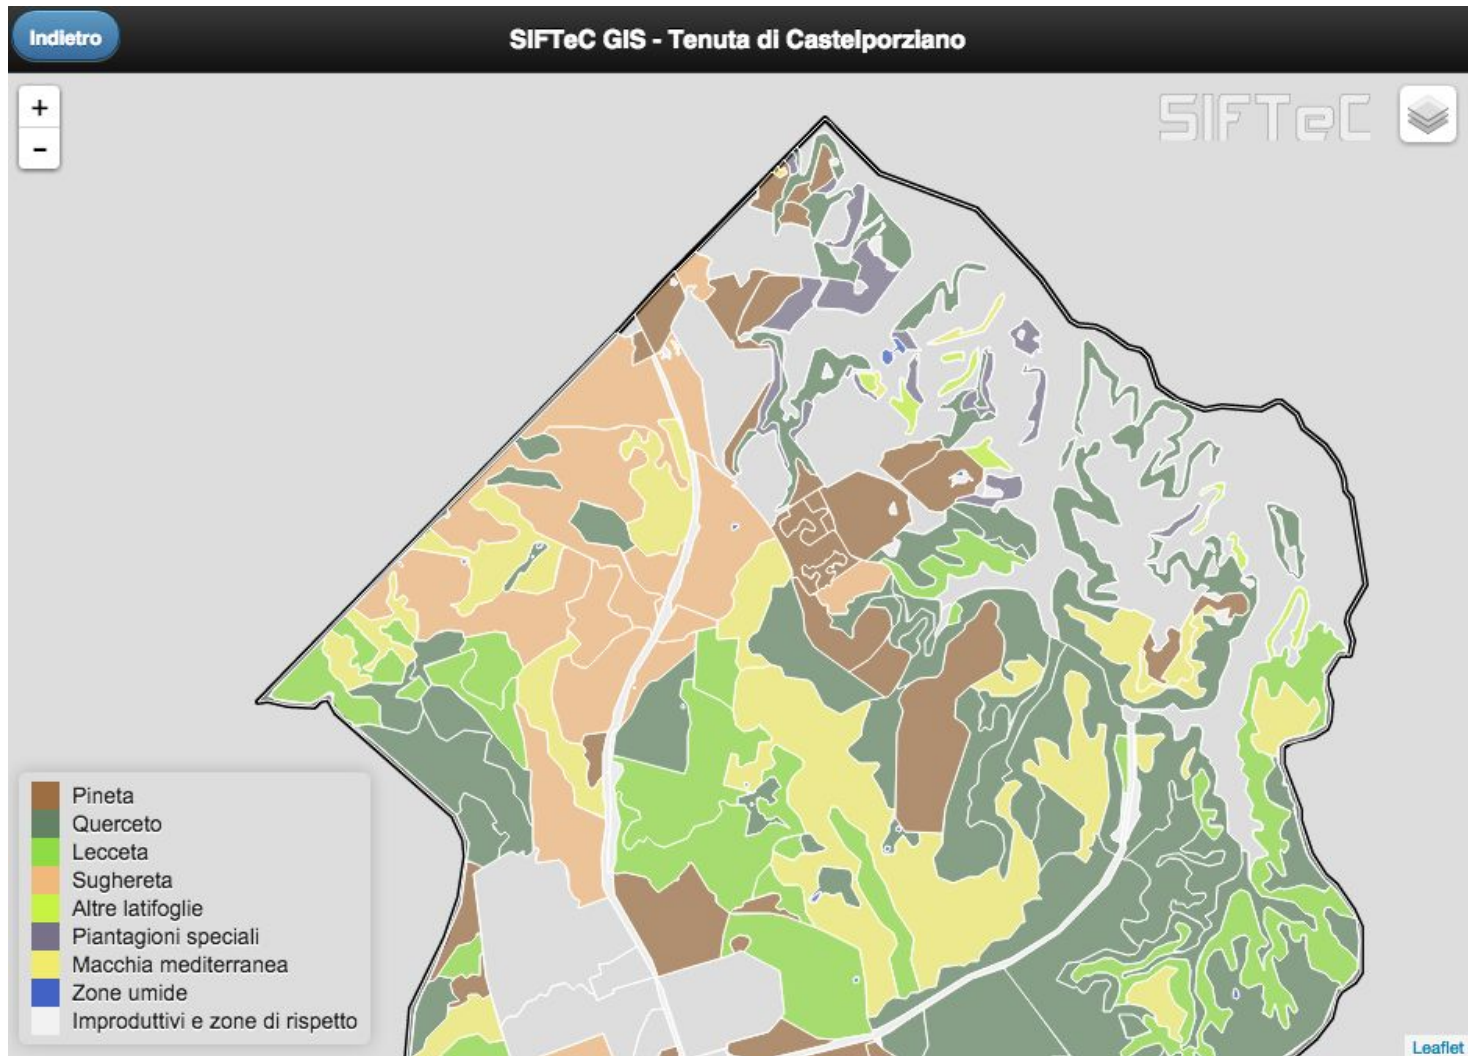 Indietro
SIFTeC GIS - Tenuta di Castelporziano
+
-
SIFTeC
Pineta
Querceto
Lecceta
Sughereta
Altre latifoglie
Piantagioni speciali
Macchia mediterranea
Zone umide
Improduttivi e zone di rispetto
Leaflet